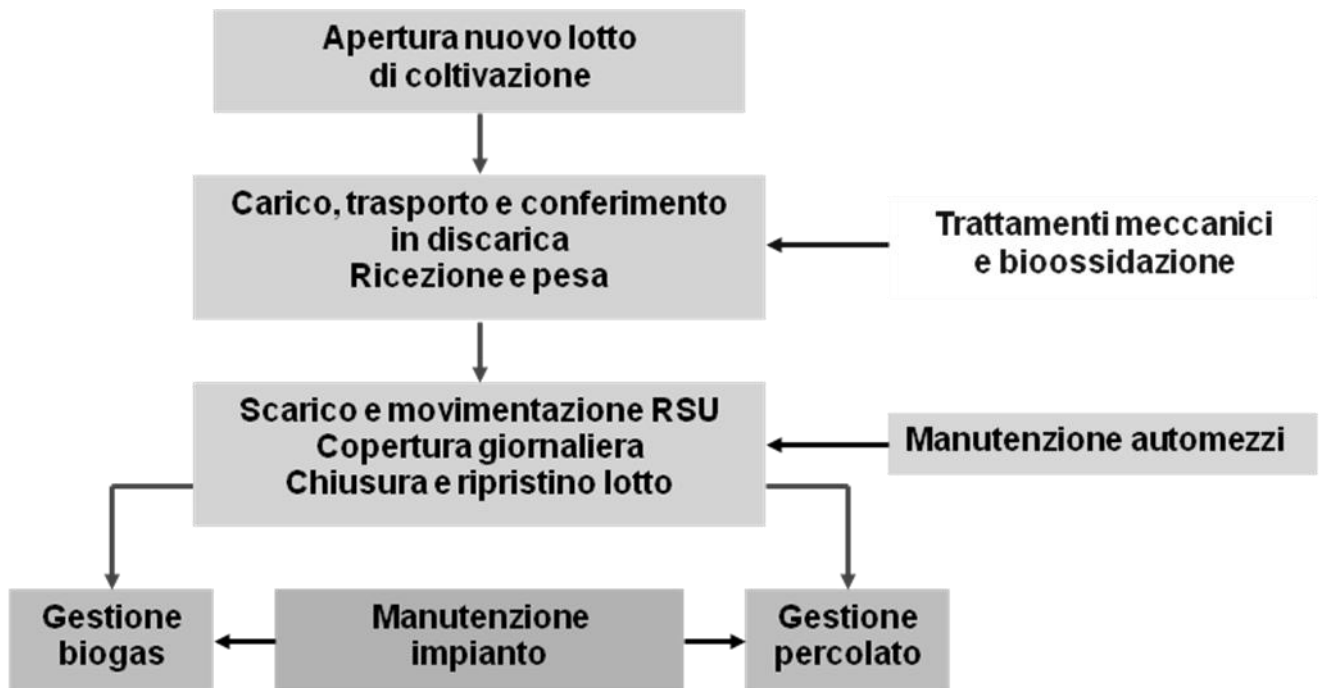 Apertura nuovo lotto
di coltivazione
Carico, trasporto e conferimento
in discarica
Ricezione e pesa
Trattamenti meccanici
e bioossidazione
Scarico e movimentazione RSU
Copertura giornaliera
Chiusura e ripristino lotto
Manutenzione automezzi
Gestione
biogas
Manutenzione
impianto
Gestione
percolato